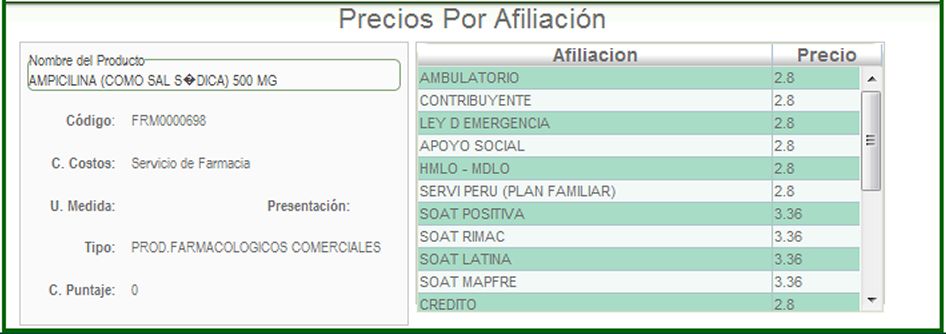 Precios Por Afiliación
Nombre del Producto
AMPICILINA (COMO SAL S�DICA) 500 MG
Código: FRM0000698
C. Costos: Servicio de Farmacia
U. Medida: Presentación:
Tipo: PROD.FARMACOLOGICOS COMERCIALES
C. Puntaje: 0
Afiliacion Precio
AMBULATORIO 2.8
CONTRIBUYENTE 2.8
LEY D EMERGENCIA 2.8
APOYO SOCIAL 2.8
HMLO - MDLO 2.8
SERVI PERU (PLAN FAMILIAR) 2.8
SOAT POSITIVA 3.36
SOAT RIMAC 3.36
SOAT LATINA 3.36
SOAT MAPFRE 3.36
CREDITO 2.8